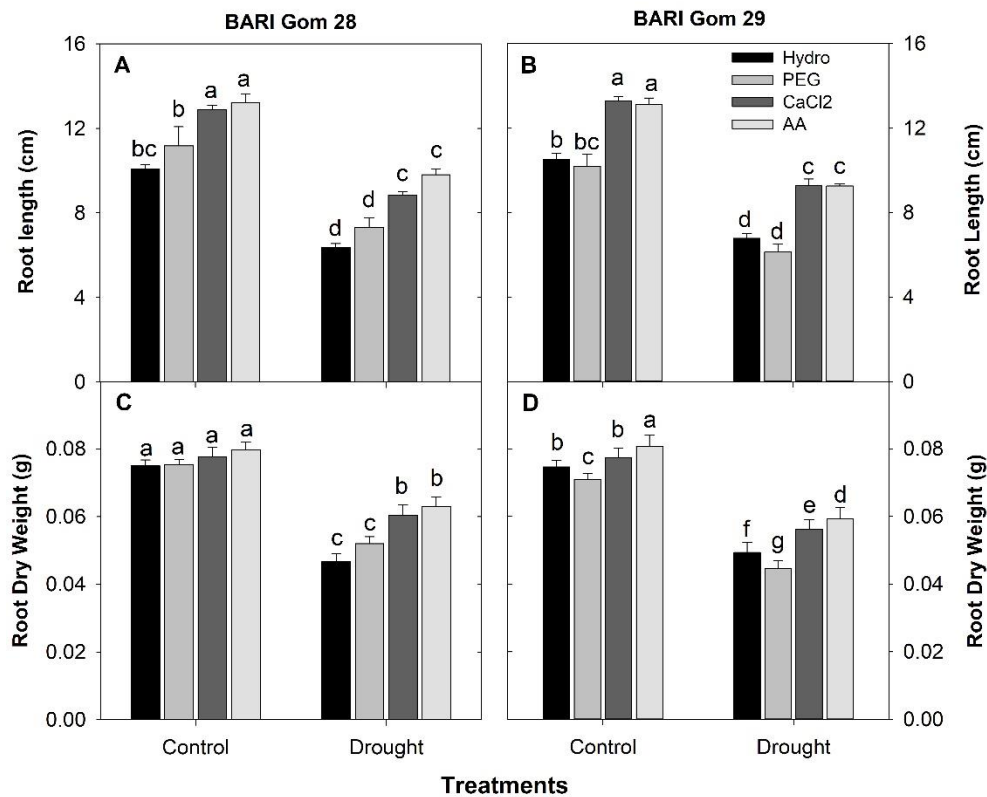 BARI Gom 28
BARI Gom 29
A
Root length (cm)
16
12
8
4
0
bc
b
a
a
d
d
c
c
B
Hydro
PEG
CaCl2
AA
b
bc
a
a
d
d
c
c
16
12
8
4
0
Root Length (cm)
C
Root Dry Weight (g)
0.08
0.06
0.04
0.02
0.00
a
a
a
a
c
c
b
b
Control
Drought
D
b
c
b
a
f
g
e
d
0.08
0.06
0.04
0.02
0.00
Root Dry Weight (g)
Control
Drought
Treatments